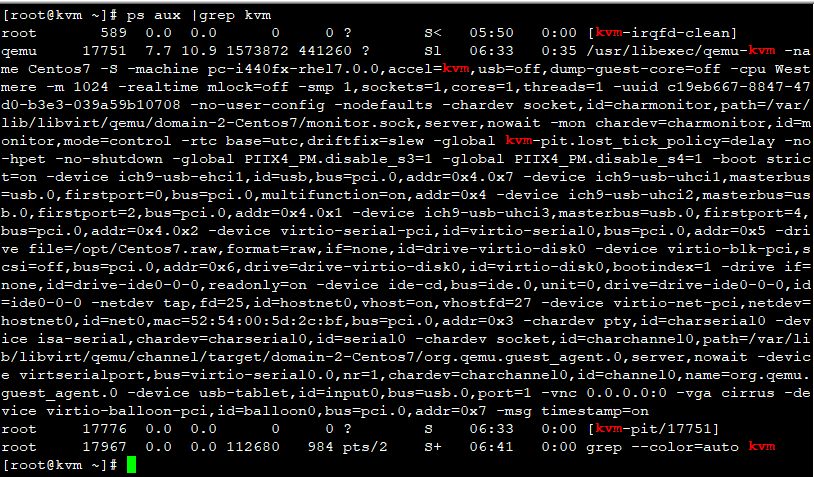 [root@kvm ~]# ps aux |grep kvm
root       589  0.0  0.0      0     0 ?        S<   05:50   0:00 [kvm-irqfd-clean]
qemu     17751  7.7 10.9 1573872 441260 ?      Sl   06:33   0:35 /usr/libexec/qemu-kvm -na
me Centos7 -S -machine pc-i440fx-rhel7.0.0,accel=kvm,usb=off,dump-guest-core=off -cpu West
mere -m 1024 -realtime mlock=off -smp 1,sockets=1,cores=1,threads=1 -uuid c19eb667-8847-47
d0-b3e3-039a59b10708 -no-user-config -nodefaults -chardev socket,id=charmonitor,path=/var/
lib/libvirt/qemu/domain-2-Centos7/monitor.sock,server,nowait -mon chardev=charmonitor,id=m
onitor,mode=control -rtc base=utc,driftfix=slew -global kvm-pit.lost_tick_policy=delay -no
-hpet -no-shutdown -global PIIX4_PM.disable_s3=1 -global PIIX4_PM.disable_s4=1 -boot stric
t=on -device ich9-usb-ehci1,id=usb,bus=pci.0,addr=0x4.0x7 -device ich9-usb-uhci1,masterbus
=usb.0,firstport=0,bus=pci.0,multifunction=on,addr=0x4 -device ich9-usb-uhci2,masterbus=us
b.0,firstport=2,bus=pci.0,addr=0x4.0x1 -device ich9-usb-uhci3,masterbus=usb.0,firstport=4,
bus=pci.0,addr=0x4.0x2 -device virtio-serial-pci,id=virtio-serial0,bus=pci.0,addr=0x5 -dri
ve file=/opt/Centos7.raw,format=raw,if=none,id=drive-virtio-disk0 -device virtio-blk-pci,s
csi=off,bus=pci.0,addr=0x6,drive=drive-virtio-disk0,id=virtio-disk0,bootindex=1 -drive if=
none,id=drive-ide0-0-0,readonly=on -device ide-cd,bus=ide.0,unit=0,drive=drive-ide0-0-0,id
=ide0-0-0 -netdev tap,fd=25,id=hostnet0,vhost=on,vhostfd=27 -device virtio-net-pci,netdev=
hostnet0,id=net0,mac=52:54:00:5d:2c:bf,bus=pci.0,addr=0x3 -chardev pty,id=charserial0 -dev
ice isa-serial,chardev=charserial0,id=serial0 -chardev socket,id=charchannel0,path=/var/li
b/libvirt/qemu/channel/target/domain-2-Centos7/org.qemu.guest_agent.0,server,nowait -devic
e virtserialport,bus=virtio-serial0.0,nr=1,chardev=charchannel0,id=channel0,name=org.qemu.
guest_agent.0 -device usb-tablet,id=input0,bus=usb.0,port=1 -vnc 0.0.0.0:0 -vga cirrus -de
vice virtio-balloon-pci,id=balloon0,bus=pci.0,addr=0x7 -msg timestamp=on
root     17776  0.0  0.0      0     0 ?        S    06:33   0:00 [kvm-pit/17751]
root     17967  0.0  0.0 112680   984 pts/2    S+   06:41   0:00 grep --color=auto kvm
[root@kvm ~]#